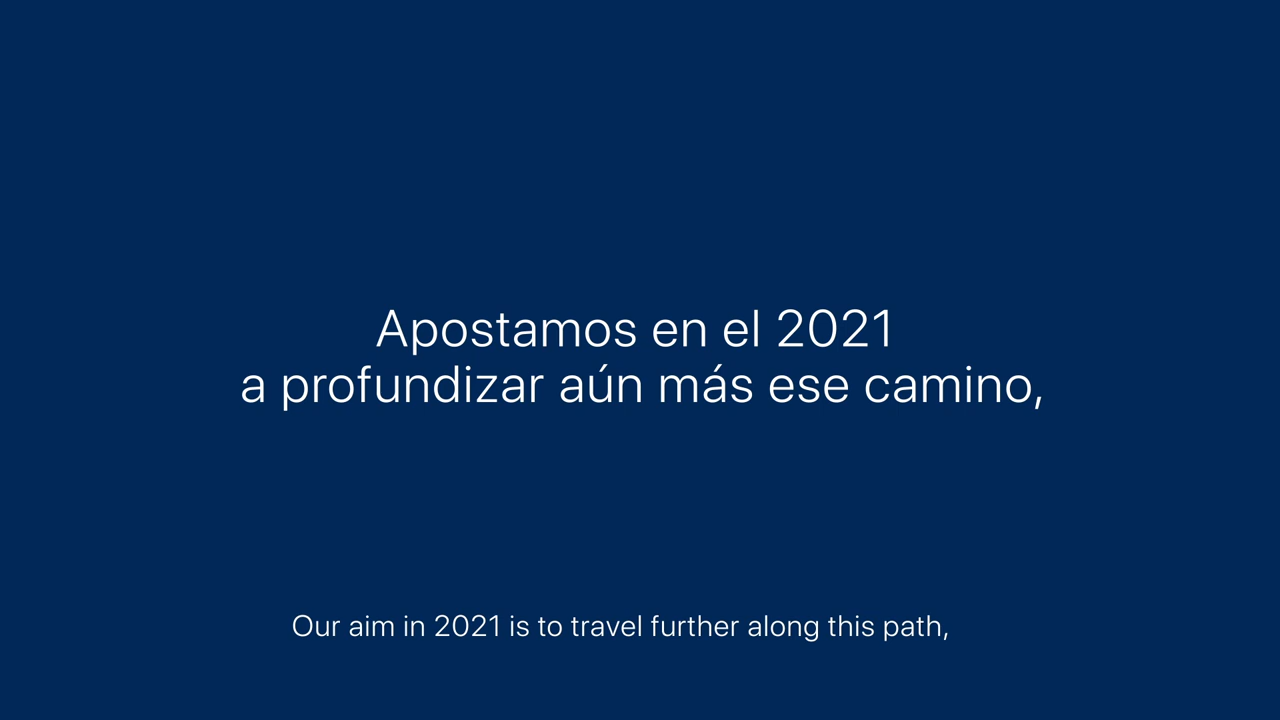 Apostamos en el 2021
a profundizar aún más ese camino,
Our aim in 2021 is to travel further along this path,